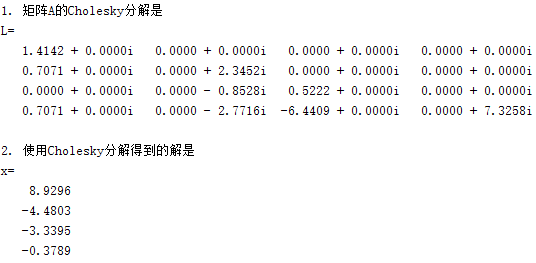 1. 矩阵A的Cholesky分解是
L=
1.4142 + 0.0000i 0.0000 + 0.0000i 0.0000 + 0.0000i 0.0000 + 0.0000i
0.7071 + 0.0000i 0.0000 + 2.3452i 0.0000 + 0.0000i 0.0000 + 0.0000i
0.0000 + 0.0000i 0.0000 - 0.8528i 0.5222 + 0.0000i 0.0000 + 0.0000i
0.7071 + 0.0000i 0.0000 - 2.7716i -6.4409 + 0.0000i 0.0000 + 7.3258i
2. 使用Cholesky分解得到的解是
x=
8.9296
-4.4803
-3.3395
-0.3789